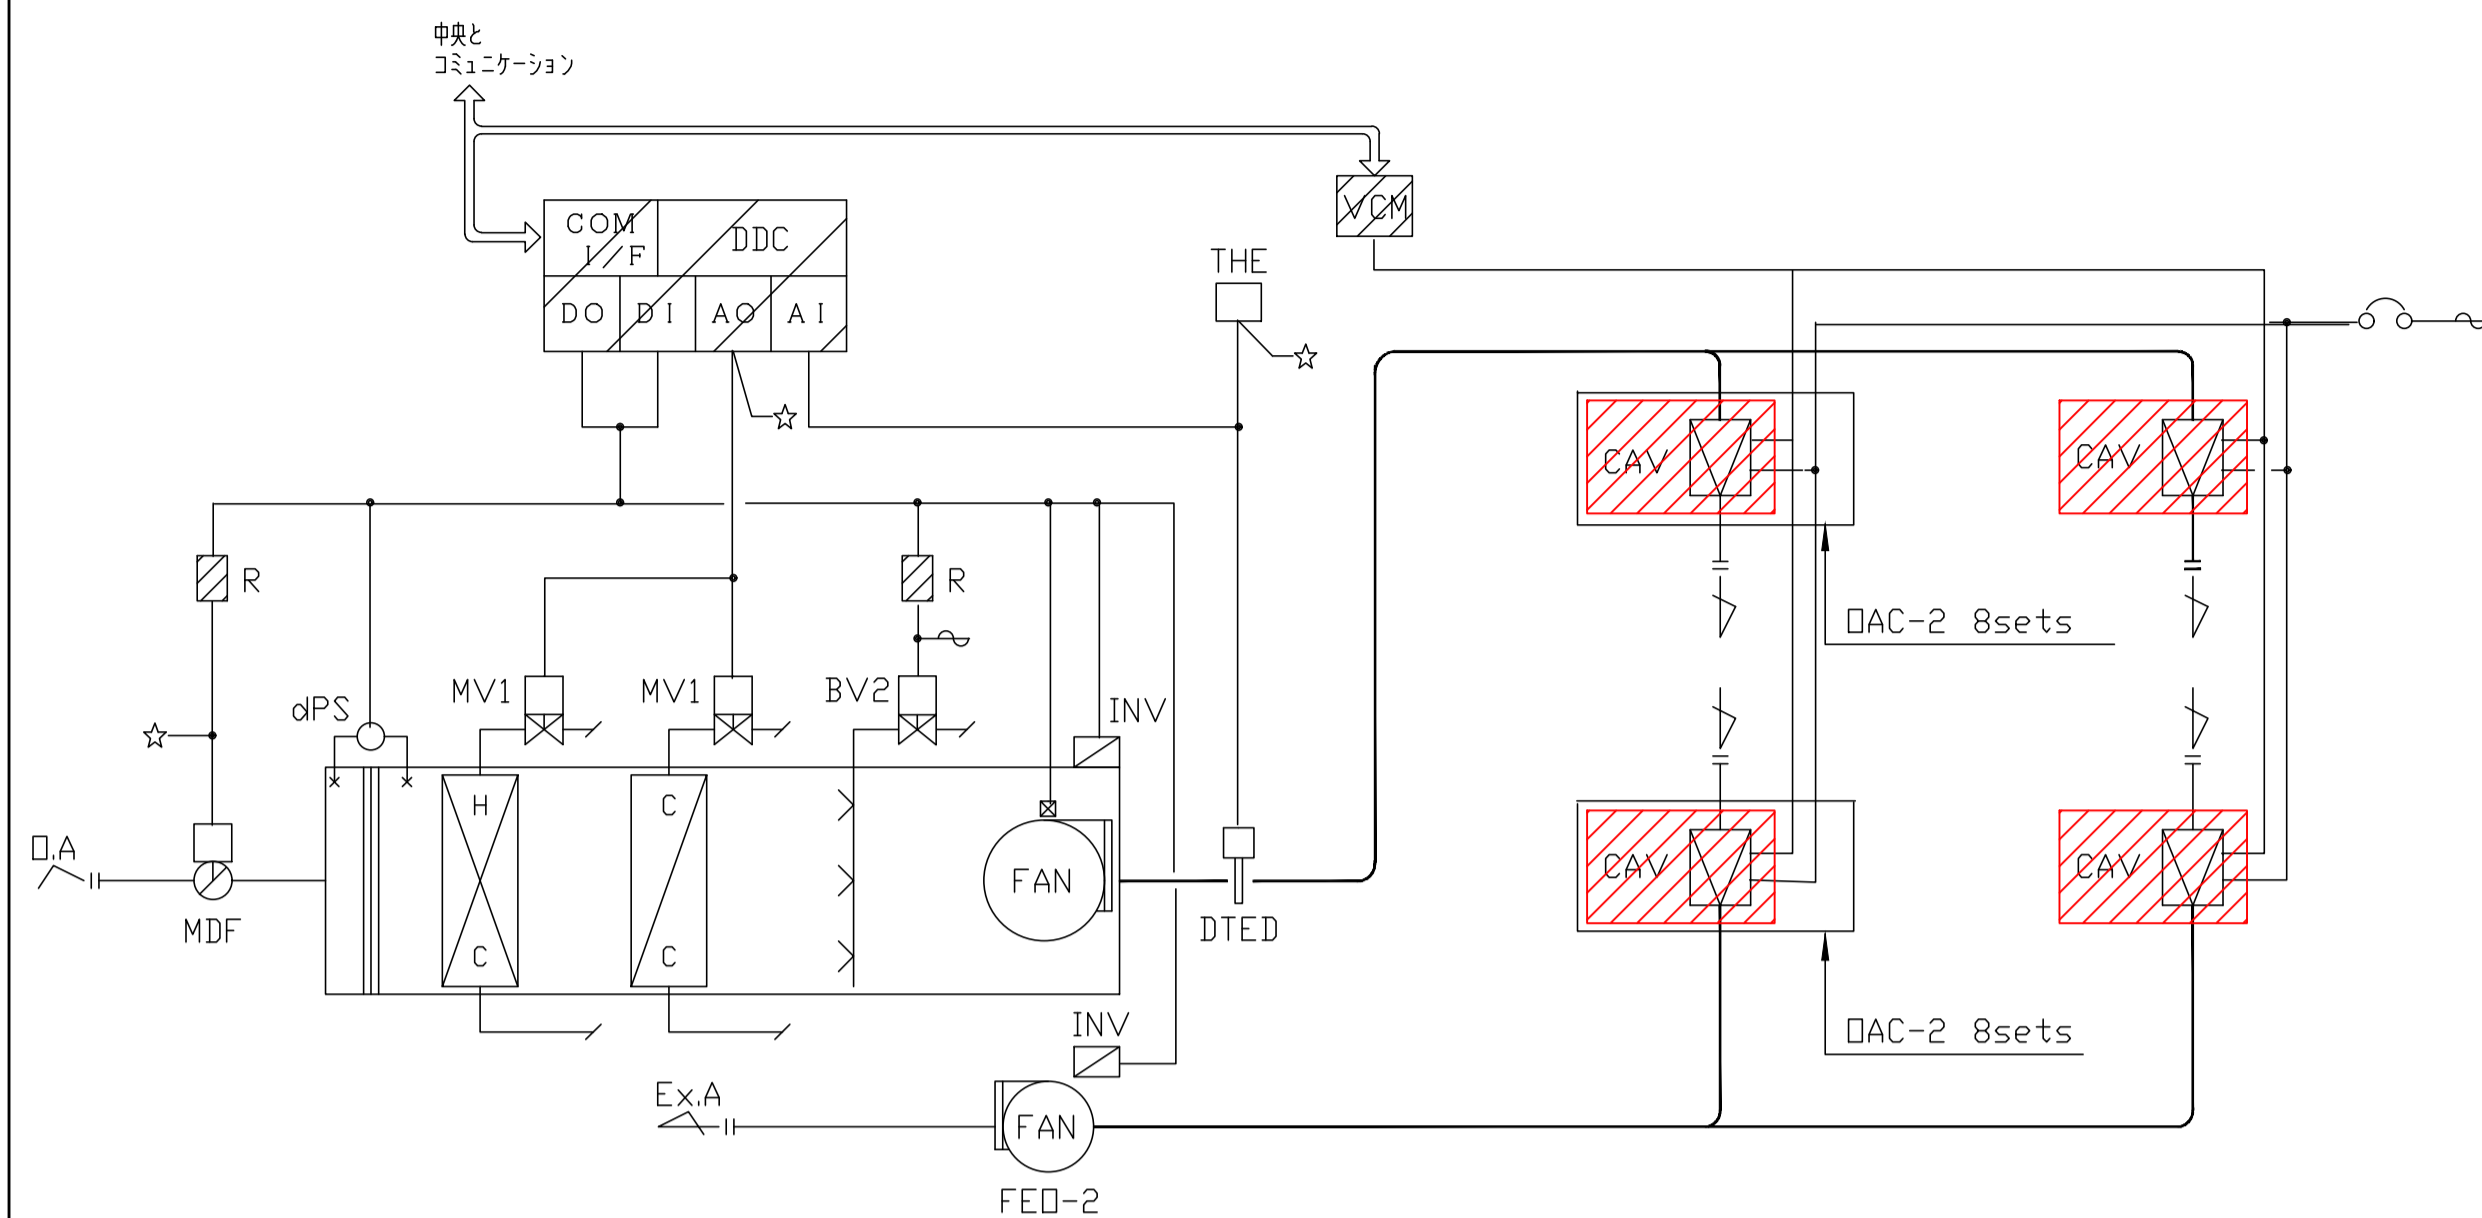 中央と
コミュニケーション
COM
I/F
DDC
DO
DI
AO
AI
VCM
THE
CAV
CAV
R
R
OAC-2 8sets
dPS
MV1
MV1
BV2
INV
O.A
H
C
C
C
FAN
CAV
CAV
MDF
DTED
INV
OAC-2 8sets
Ex.A
FAN
FEO-2